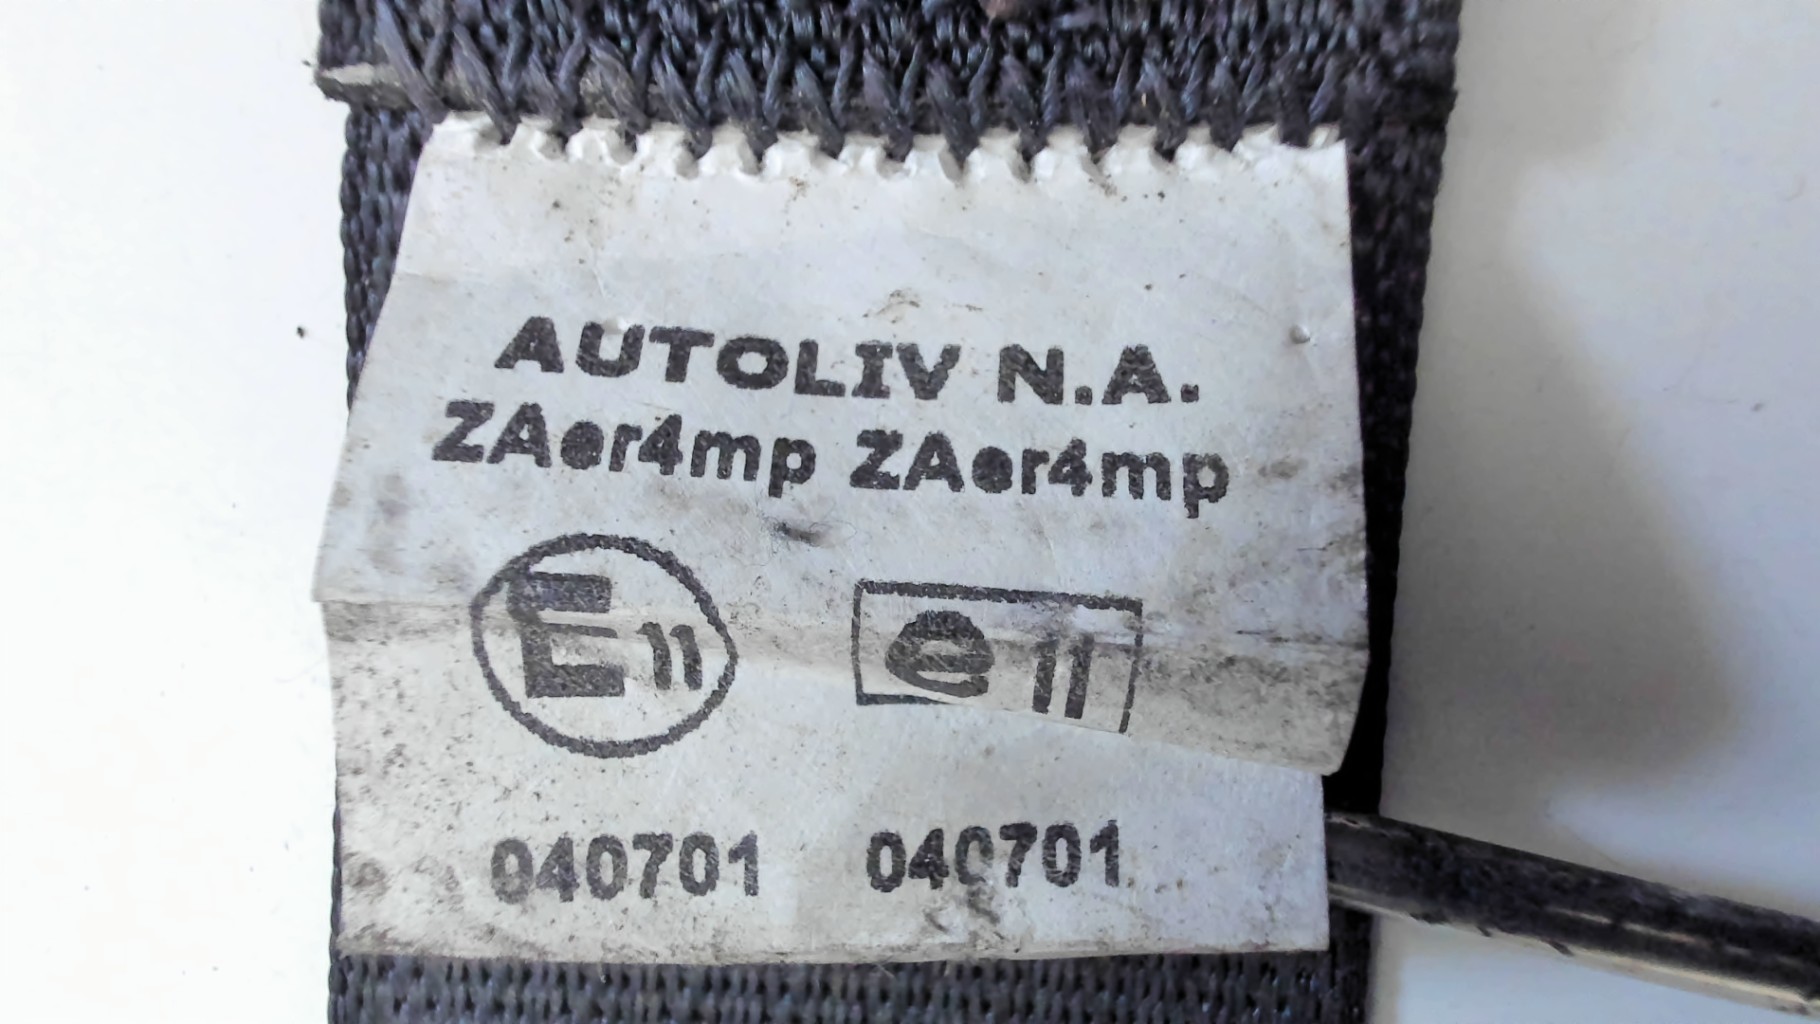 AUTOLIV N.A.
ZAer4mp ZAer4mp
E11 e11
040701 040701